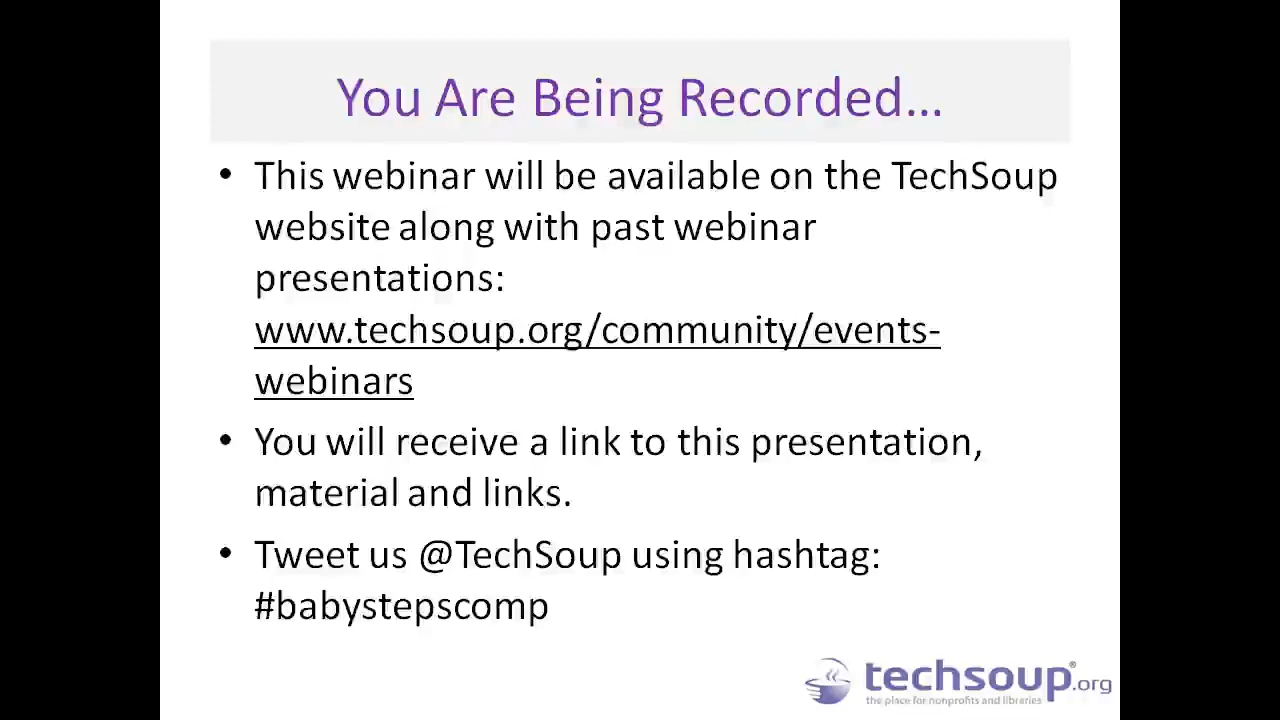 You Are Being Recorded...
• This webinar will be available on the TechSoup
website along with past webinar
presentations:
www.techsoup.org/community/events-
webinars
• You will receive a link to this presentation,
material and links.
• Tweet us @TechSoup using hashtag:
#babystepscomp
techsoup®.org
the place for nonprofits and libraries